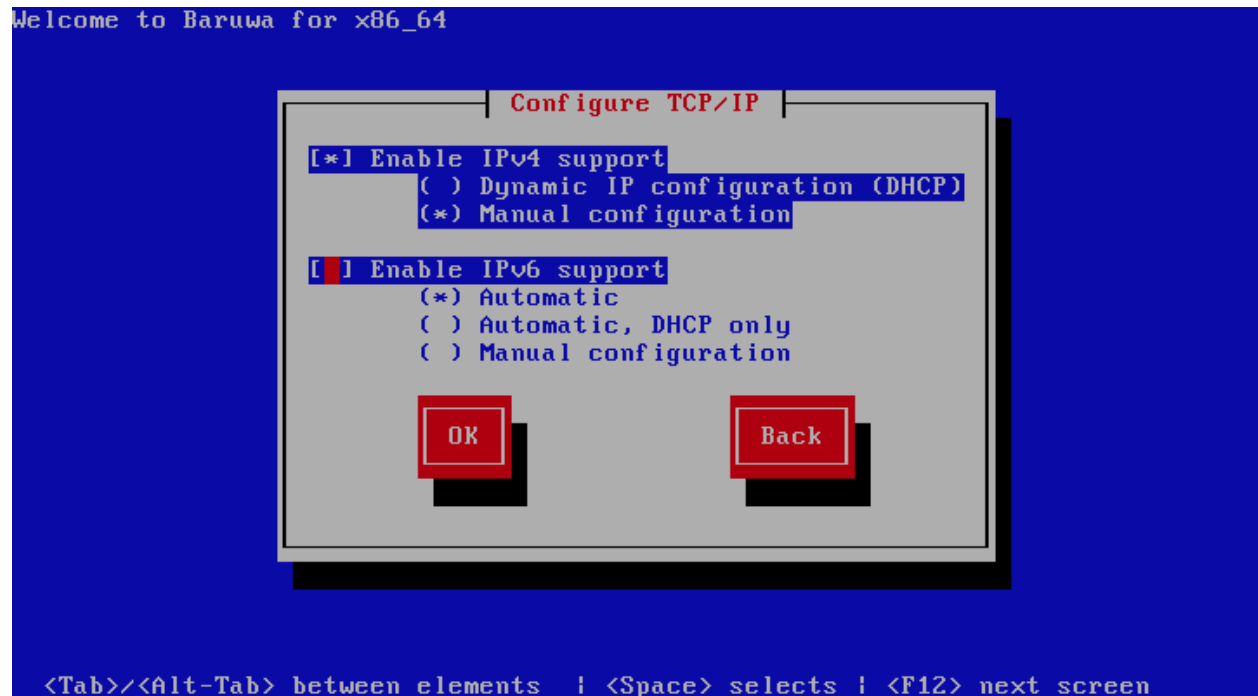 Welcome to Baruwa for x86_64
Configure TCP/IP
[*] Enable IPv4 support
( ) Dynamic IP configuration (DHCP)
(*) Manual configuration
[ ] Enable IPv6 support
(*) Automatic
( ) Automatic, DHCP only
( ) Manual configuration
OK Back
<Tab>/<Alt-Tab> between elements | <Space> selects | <F12> next screen